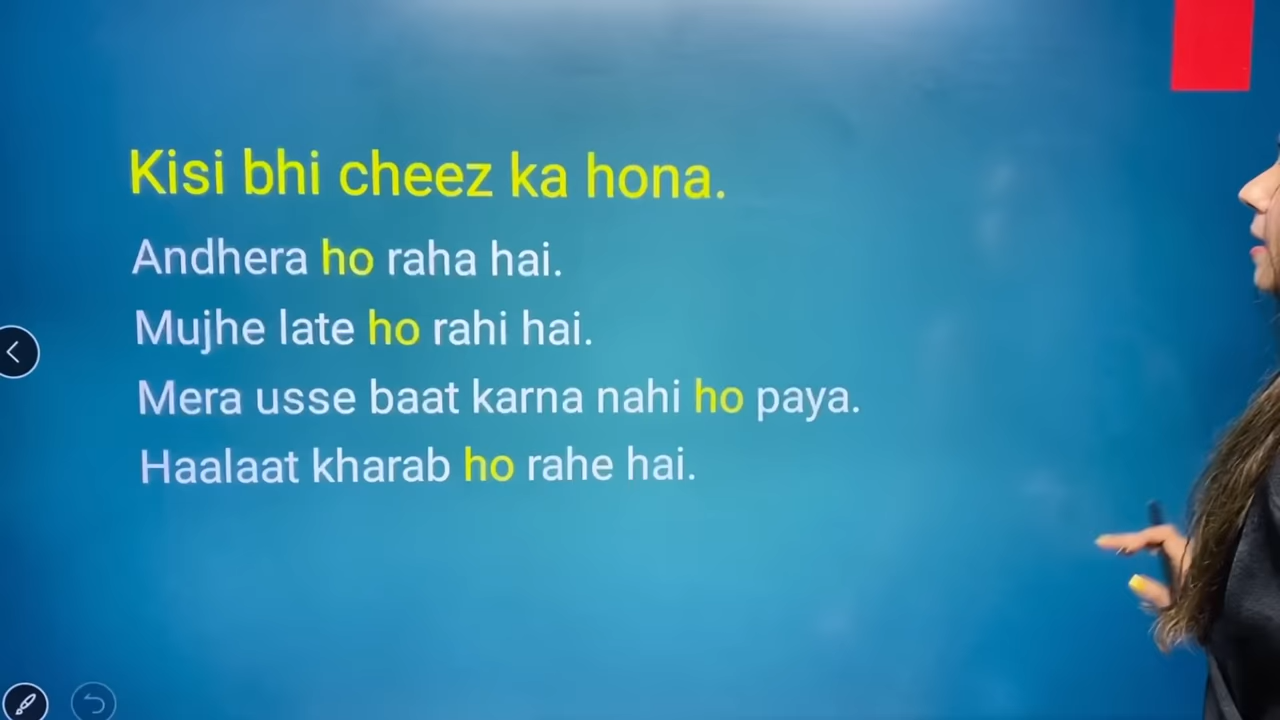 Kisi bhi cheez ka hona.
Andhera ho raha hai.
Mujhe late ho rahi hai.
Mera usse baat karna nahi ho paya.
Haalaat kharab ho rahe hai.